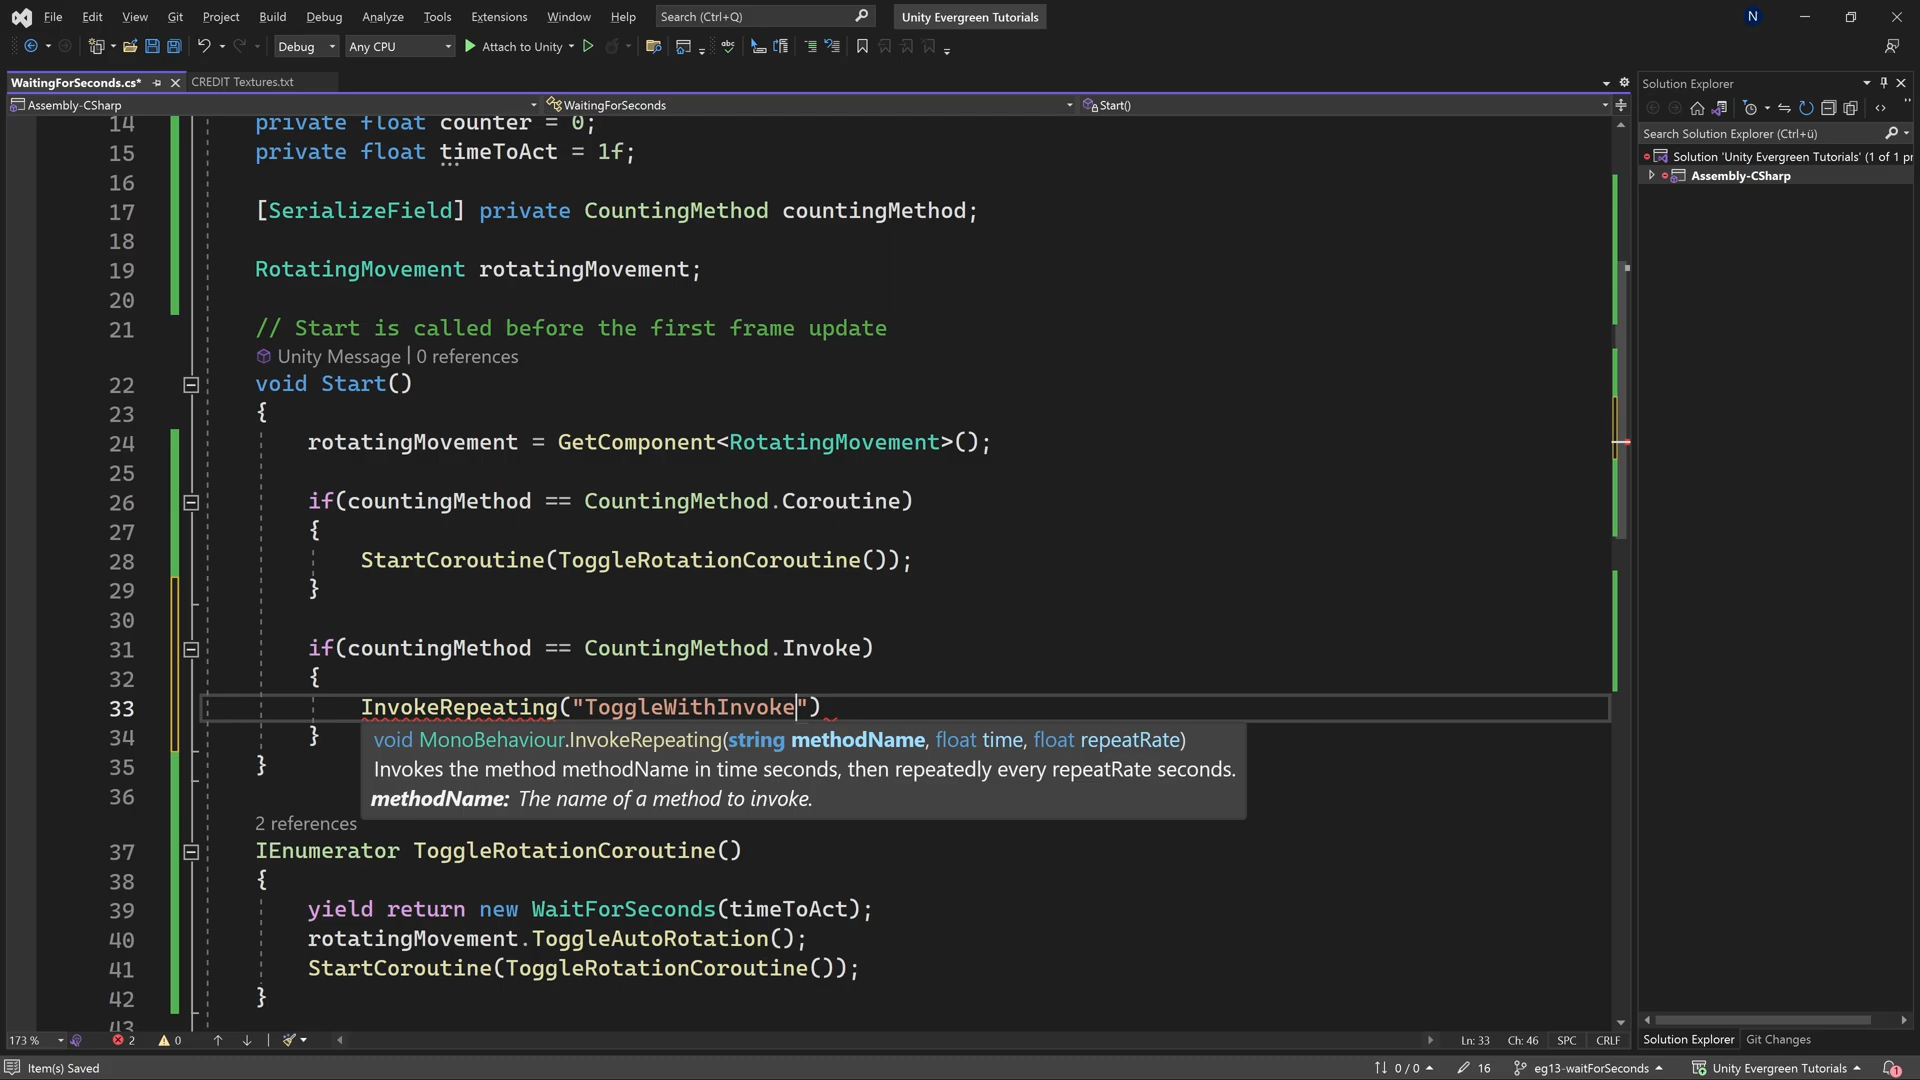 File Edit View Git Project Build Debug Analyze Tools Extensions Window Help Search (Ctrl+Q) Unity Evergreen Tutorials N
Debug Any CPU Attach to Unity
WaitingForSeconds.cs* CREDIT Textures.txt
Assembly-CSharp WaitingForSeconds Start()
14 private float counter = 0;
15 private float timeToAct = 1f;
16
17 [SerializeField] private CountingMethod countingMethod;
18
19 RotatingMovement rotatingMovement;
20
21 // Start is called before the first frame update
Unity Message | 0 references
22 void Start()
23 {
24 rotatingMovement = GetComponent<RotatingMovement>();
25
26 if(countingMethod == CountingMethod.Coroutine)
27 {
28 StartCoroutine(ToggleRotationCoroutine());
29 }
30
31 if(countingMethod == CountingMethod.Invoke)
32 {
33 InvokeRepeating("ToggleWithInvoke")
34 }
void MonoBehaviour.InvokeRepeating(string methodName, float time, float repeatRate)
Invokes the method methodName in time seconds, then repeatedly every repeatRate seconds.
methodName: The name of a method to invoke.
35 }
36
2 references
37 IEnumerator ToggleRotationCoroutine()
38 {
39 yield return new WaitForSeconds(timeToAct);
40 rotatingMovement.ToggleAutoRotation();
41 StartCoroutine(ToggleRotationCoroutine());
42 }
43
173 % 2 0 Ln: 33 Ch: 46 SPC CRLF
Solution Explorer
Search Solution Explorer (Ctrl+ü)
Solution 'Unity Evergreen Tutorials' (1 of 1 pr
Assembly-CSharp
Solution Explorer Git Changes
Item(s) Saved 0 / 0 16 eg13-waitForSeconds Unity Evergreen Tutorials 1